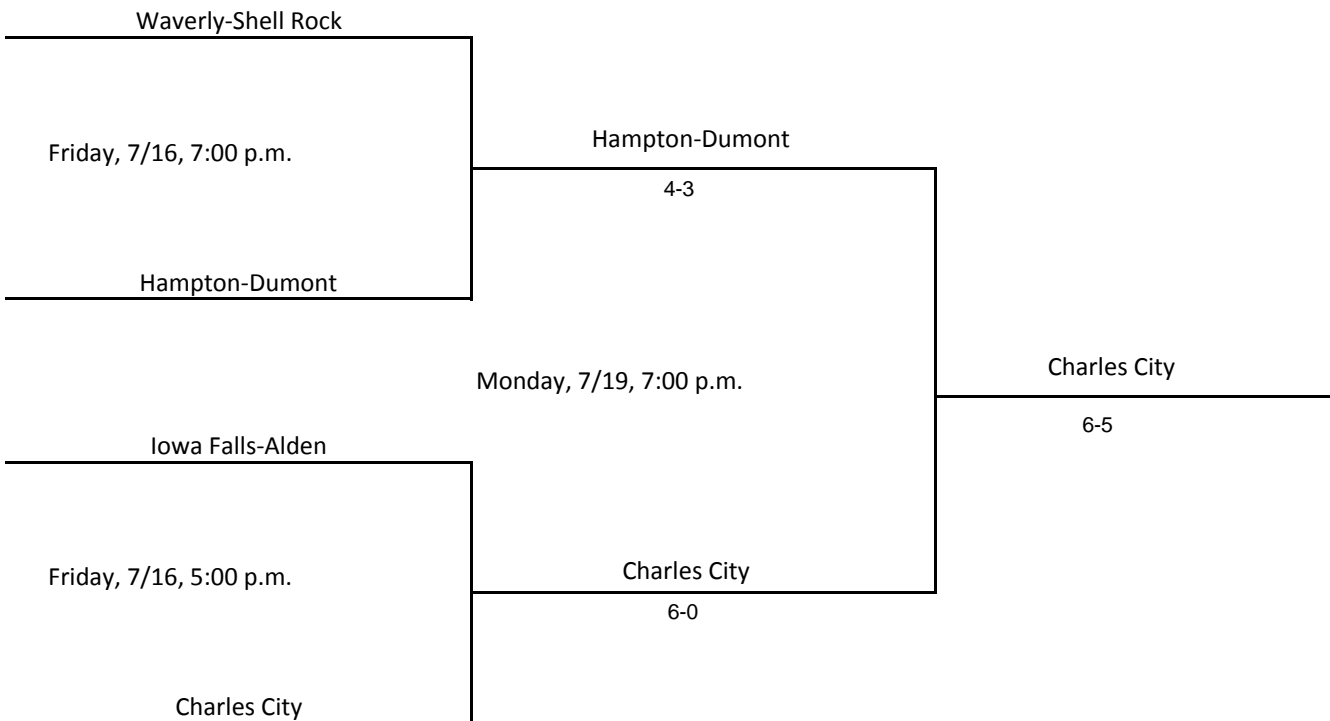 Waverly-Shell Rock
Friday, 7/16, 7:00 p.m.
Hampton-Dumont
4-3
Hampton-Dumont
Monday, 7/19, 7:00 p.m.
Charles City
6-5
Iowa Falls-Alden
Friday, 7/16, 5:00 p.m.
Charles City
6-0
Charles City